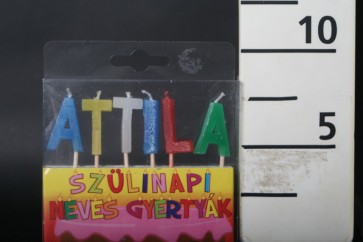 ATTILA
SZÜLINAPI
NEVES GYERTYÁK
10
5